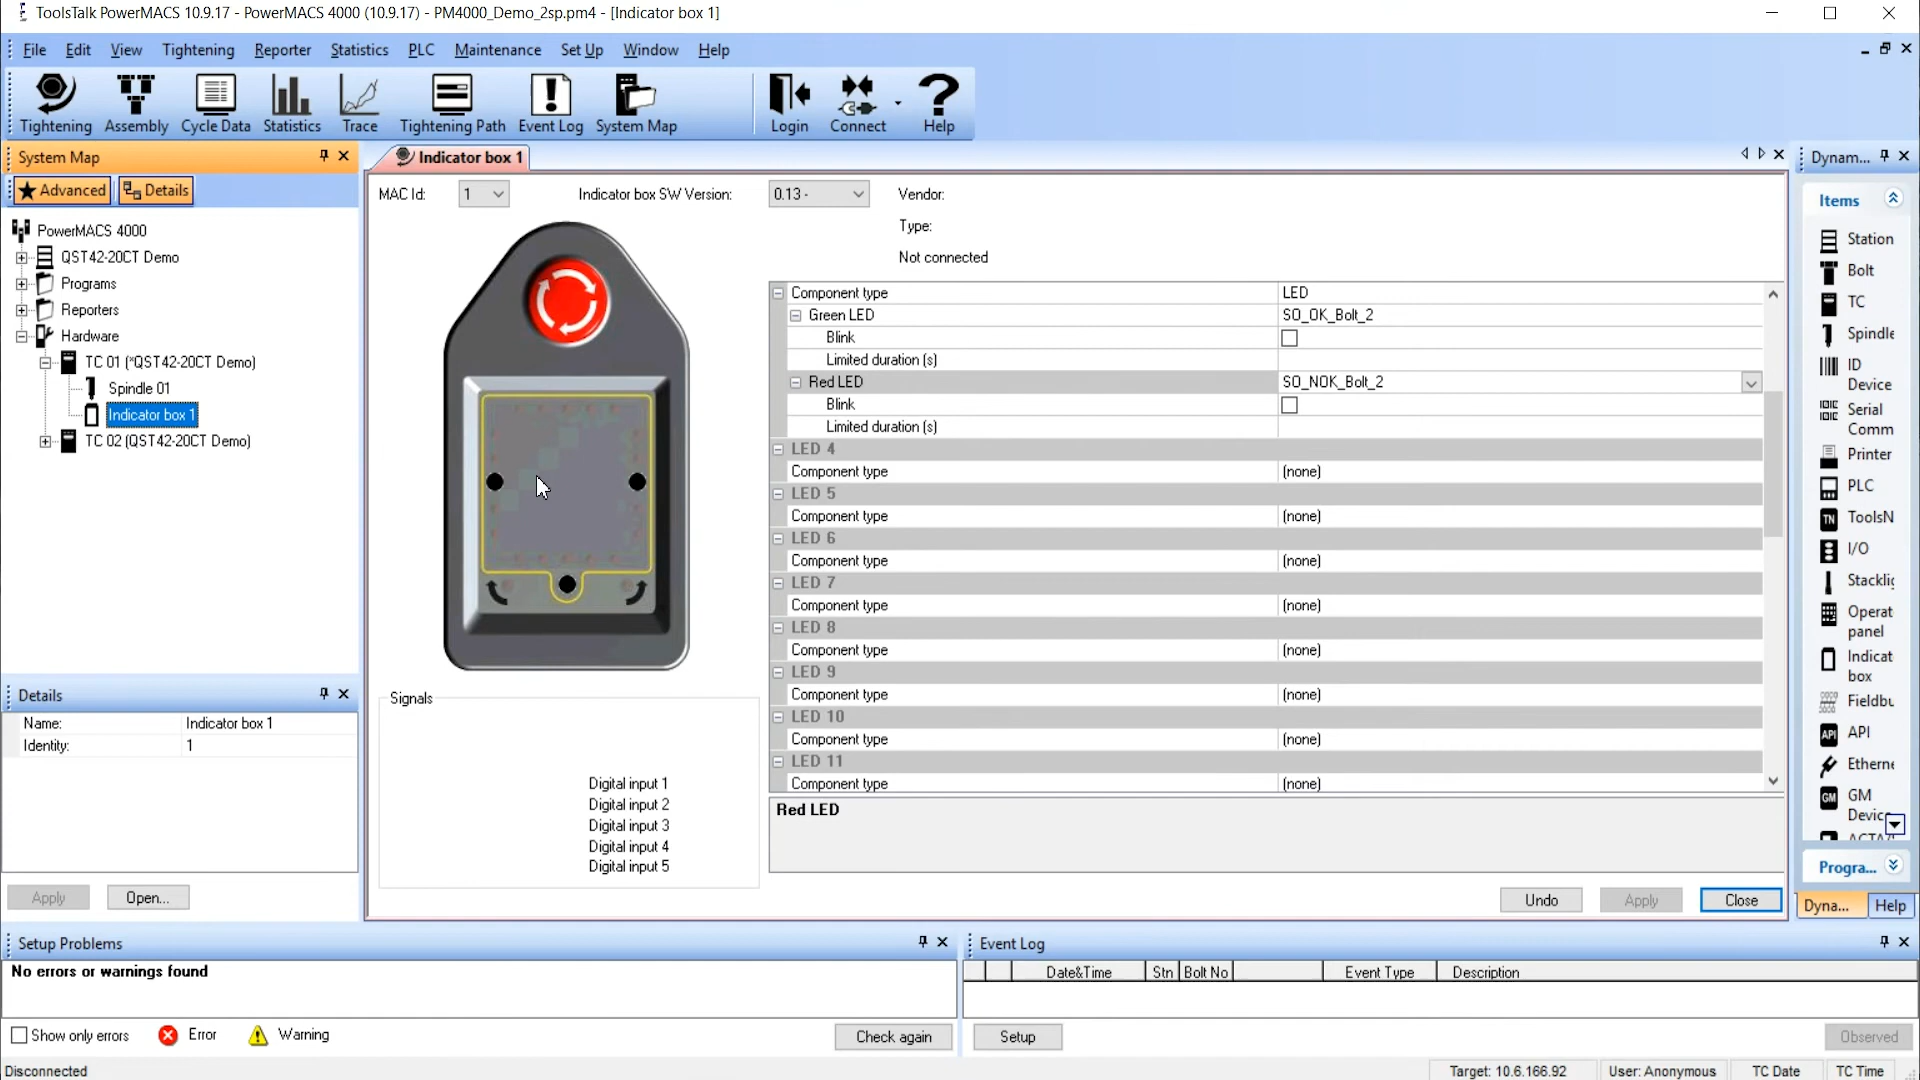 ToolsTalk PowerMACS 10.9.17 - PowerMACS 4000 (10.9.17) - PM4000_Demo_2sp.pm4 - [Indicator box 1]
File Edit View Tightening Reporter Statistics PLC Maintenance Set Up Window Help
Tightening Assembly Cycle Data Statistics Trace Tightening Path Event Log System Map Login Connect Help
System Map
Advanced Details
PowerMACS 4000
QST42-20CT Demo
Programs
Reporters
Hardware
TC 01 (*QST42-20CT Demo)
Spindle 01
Indicator box 1
TC 02 (QST42-20CT Demo)
Details
Name: Indicator box 1
Identity: 1
Apply Open...
Indicator box 1
MAC Id: 1 Indicator box SW Version: 0.13 - Vendor:
Type:
Not connected
Component type LED
Green LED SO_OK_Bolt_2
Blink
Limited duration (s)
Red LED SO_NOK_Bolt_2
Blink
Limited duration (s)
LED 4
Component type (none)
LED 5
Component type (none)
LED 6
Component type (none)
LED 7
Component type (none)
LED 8
Component type (none)
LED 9
Component type (none)
LED 10
Component type (none)
LED 11
Component type (none)
Signals
Digital input 1
Digital input 2
Digital input 3
Digital input 4
Digital input 5
Red LED
Undo Apply Close
Dynam...
Items
Station
Bolt
TC
Spindle
ID
Device
Serial
Comm
Printer
PLC
TN ToolsN
I/O
Stacklig
Operat
panel
Indicat
box
Fieldbu
API API
Etherne
GM GM
Device
Progra...
Dyna... Help
Setup Problems
No errors or warnings found
Show only errors Error Warning Check again
Event Log
Date&Time Stn Bolt No Event Type Description
Setup Observed
Disconnected Target: 10.6.166.92 User: Anonymous TC Date TC Time